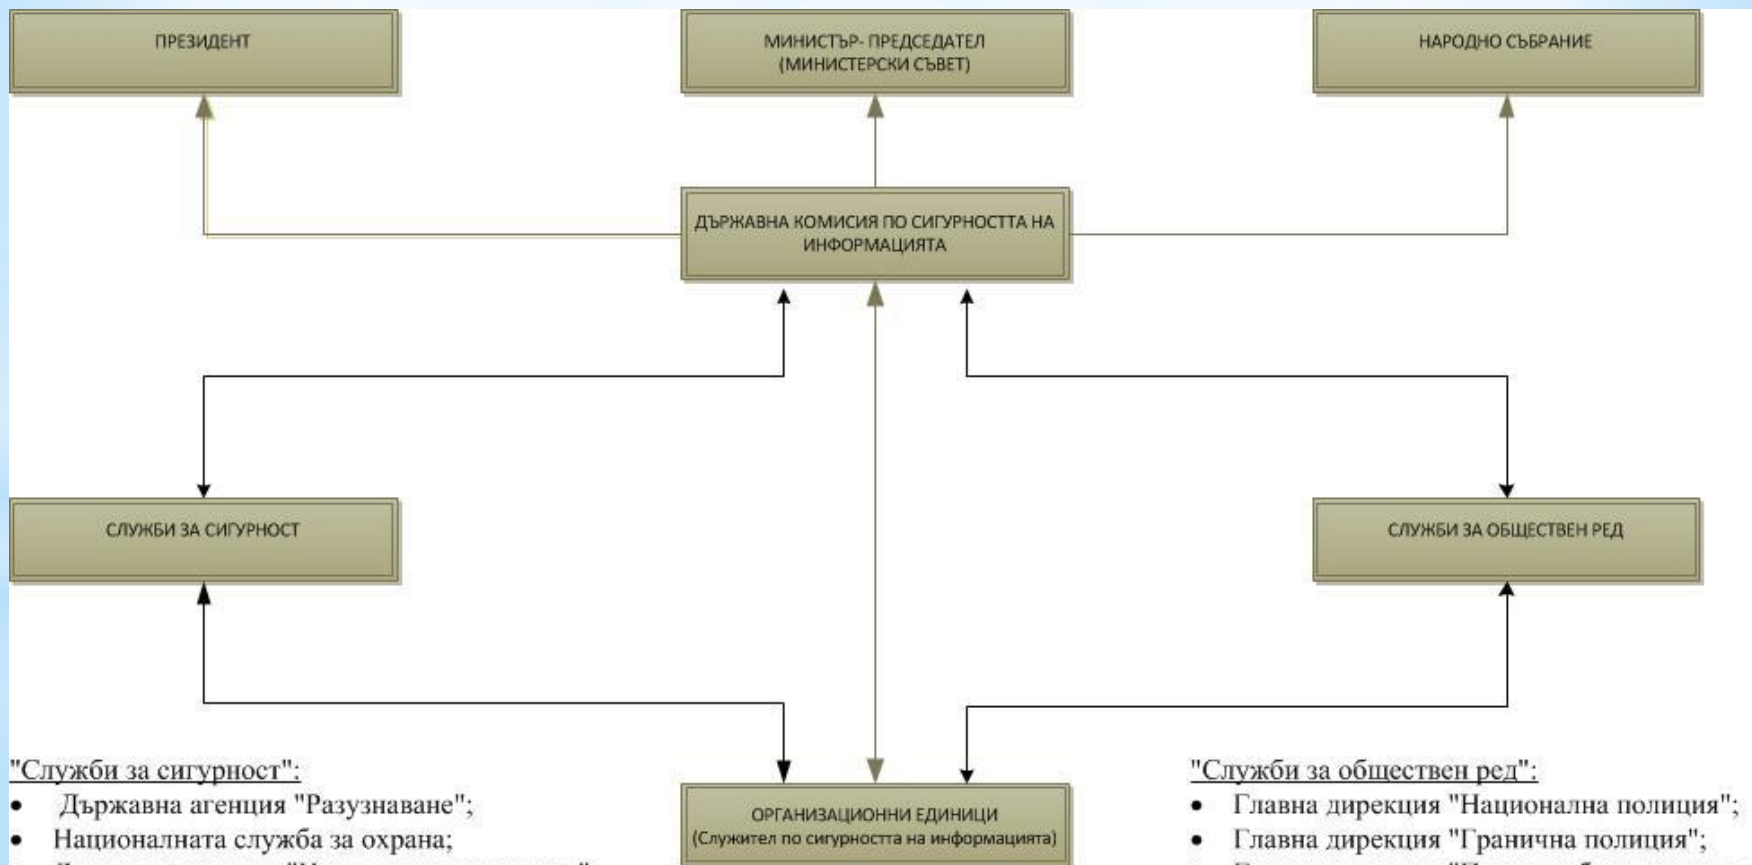 ПРЕЗИДЕНТ
МИНИСТЪР- ПРЕДСЕДАТЕЛ
(МИНИСТЕРСКИ СЪВЕТ)
НАРОДНО СЪБРАНИЕ
ДЪРЖАВНА КОМИСИЯ ПО СИГУРНОСТТА НА
ИНФОРМАЦИЯТА
СЛУЖБИ ЗА СИГУРНОСТ
СЛУЖБИ ЗА ОБЩЕСТВЕН РЕД
"Служби за сигурност":
• Държавна агенция "Разузнаване";
• Националната служба за охрана;
ОРГАНИЗАЦИОННИ ЕДИНИЦИ
(Служител по сигурността на информацията)
"Служби за обществен ред":
• Главна дирекция "Национална полиция";
• Главна дирекция "Гранична полиция";